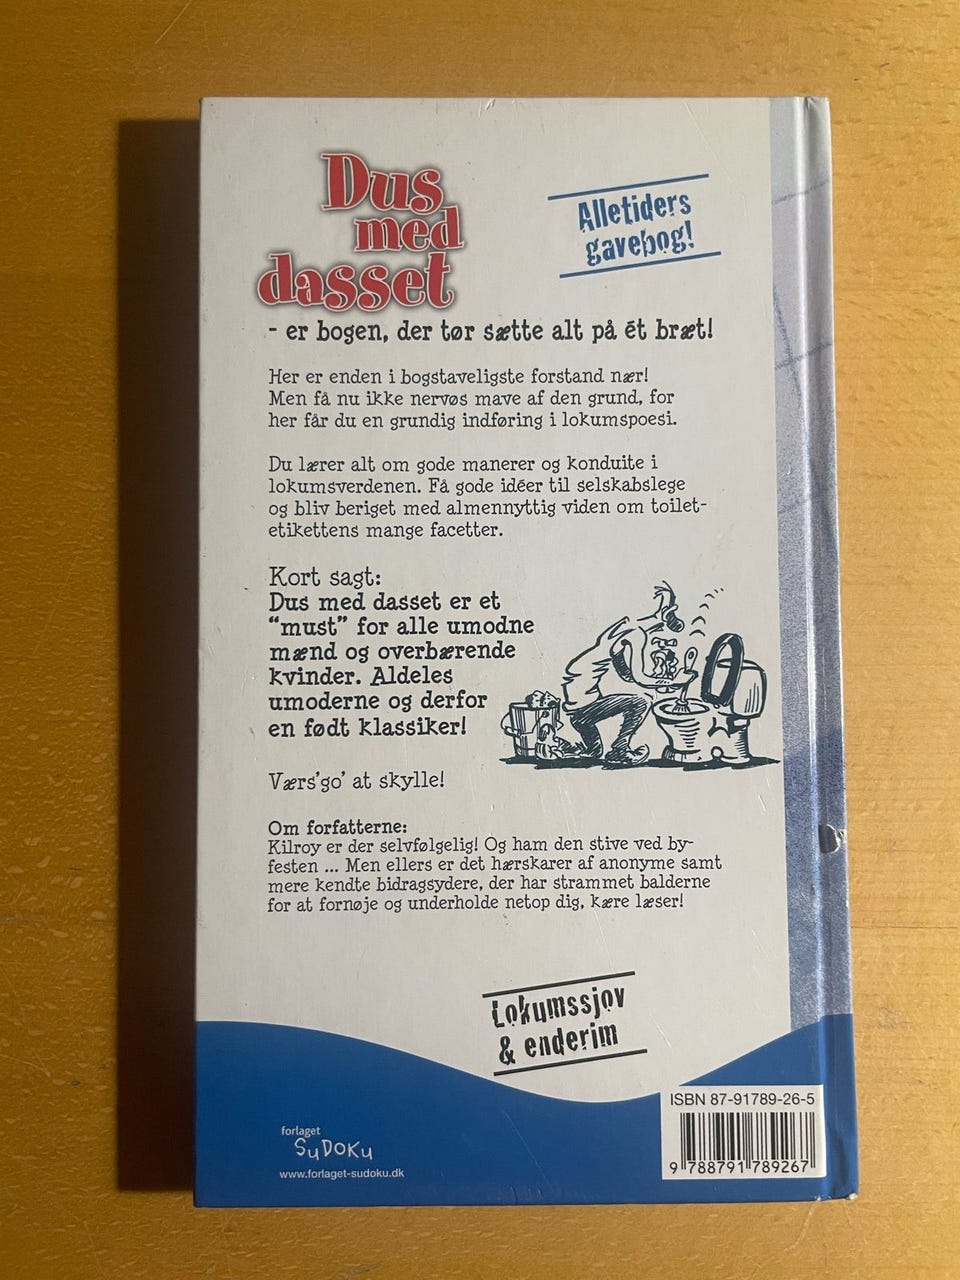 Dus
med
dasset
Alletiders
gavebog!
- er bogen, der tør sætte alt på ét bræt!
Her er enden i bogstaveligste forstand nær!
Men få nu ikke nervøs mave af den grund, for
her får du en grundig indføring i lokumspoesi.
Du lærer alt om gode manerer og konduite i
lokumsverdenen. Få gode idéer til selskabslege
og bliv beriget med almennyttig viden om toilet-
etikettens mange facetter.
Kort sagt:
Dus med dasset er et
“must” for alle umodne
mænd og overbærende
kvinder. Aldeles
umoderne og derfor
en født klassiker!
Værs’go’ at skylle!
Om forfatterne:
Kilroy er der selvfølgelig! Og ham den stive ved by-
festen ... Men ellers er det hærskarer af anonyme samt
mere kendte bidragsydere, der har strammet balderne
for at fornøje og underholde netop dig, kære læser!
Lokumssjov
& enderim
ISBN 87-91789-26-5
9 788791 789267
forlaget
SuDOKu
www.forlaget-sudoku.dk